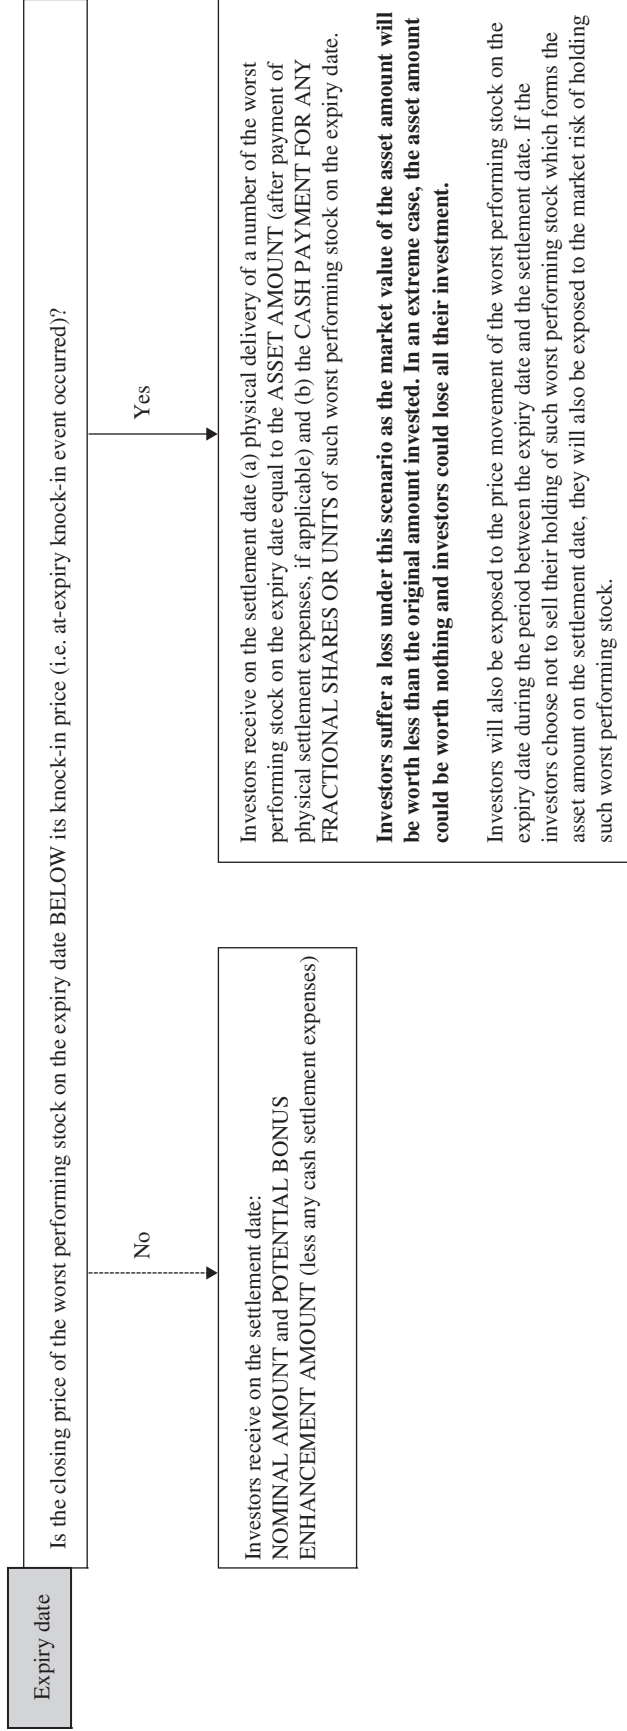 Expiry date
Is the closing price of the worst performing stock on the expiry date BELOW its knock-in price (i.e. at-expiry knock-in event occurred)?
No
Yes
Investors receive on the settlement date:
NOMINAL AMOUNT and POTENTIAL BONUS
ENHANCEMENT AMOUNT (less any cash settlement expenses)
Investors receive on the settlement date (a) physical delivery of a number of the worst
performing stock on the expiry date equal to the ASSET AMOUNT (after payment of
physical settlement expenses, if applicable) and (b) the CASH PAYMENT FOR ANY
FRACTIONAL SHARES OR UNITS of such worst performing stock on the expiry date.
Investors suffer a loss under this scenario as the market value of the asset amount will
be worth less than the original amount invested. In an extreme case, the asset amount
could be worth nothing and investors could lose all their investment.
Investors will also be exposed to the price movement of the worst performing stock on the
expiry date during the period between the expiry date and the settlement date. If the
investors choose not to sell their holding of such worst performing stock which forms the
asset amount on the settlement date, they will also be exposed to the market risk of holding
such worst performing stock.